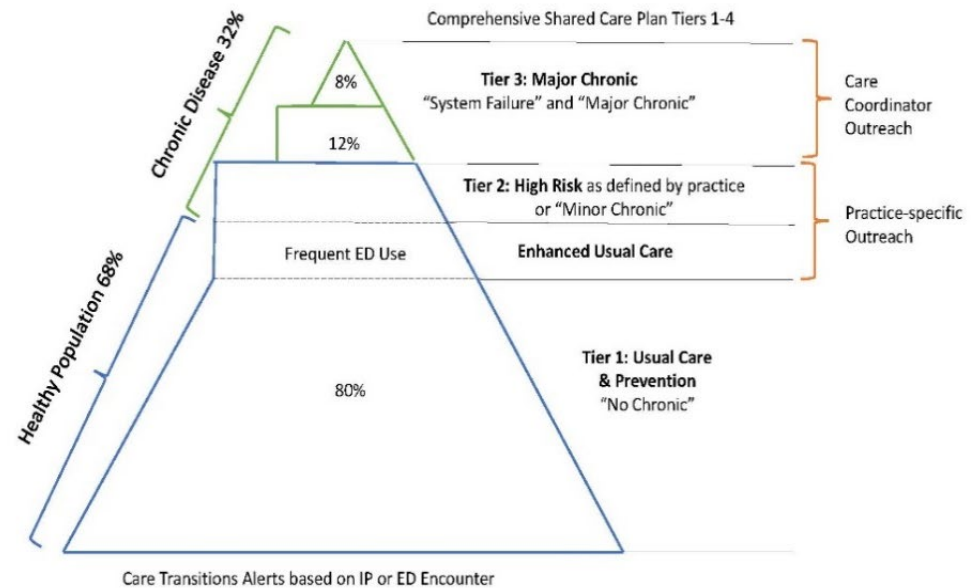 Comprehensive Shared Care Plan Tiers 1-4
Chronic Disease 32%
8%
Tier 3: Major Chronic
“System Failure” and “Major Chronic”
Care
Coordinator
Outreach
12%
Tier 2: High Risk as defined by practice
or “Minor Chronic”
Practice-specific
Outreach
Frequent ED Use
Enhanced Usual Care
Healthy Population 68%
Tier 1: Usual Care
& Prevention
“No Chronic”
80%
Care Transitions Alerts based on IP or ED Encounter